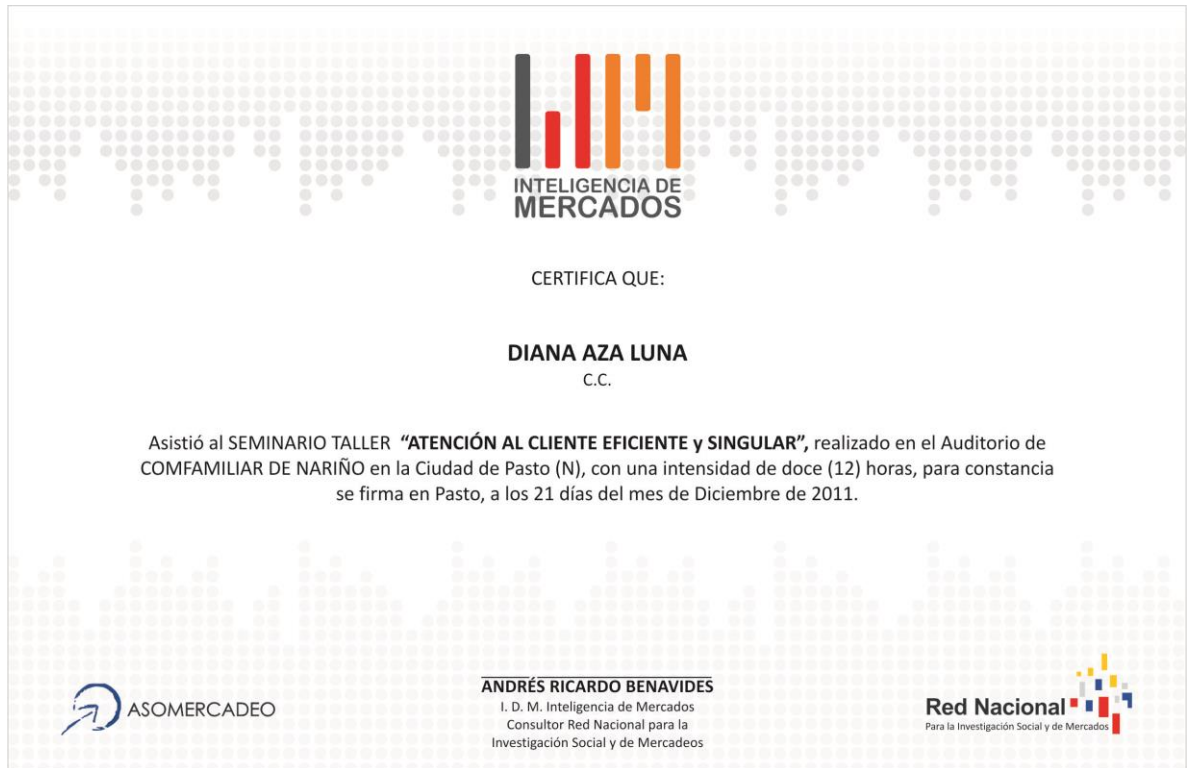 INTELIGENCIA DE
MERCADOS
CERTIFICA QUE:
DIANA AZA LUNA
C.C.
Asistió al SEMINARIO TALLER “ATENCIÓN AL CLIENTE EFICIENTE y SINGULAR”, realizado en el Auditorio de
COMFAMILIAR DE NARIÑO en la Ciudad de Pasto (N), con una intensidad de doce (12) horas, para constancia
se firma en Pasto, a los 21 días del mes de Diciembre de 2011.
ASOMERCADEO
ANDRÉS RICARDO BENAVIDES
I. D. M. Inteligencia de Mercados
Consultor Red Nacional para la
Investigación Social y de Mercadeos
Red Nacional
Para la Investigación Social y de Mercados